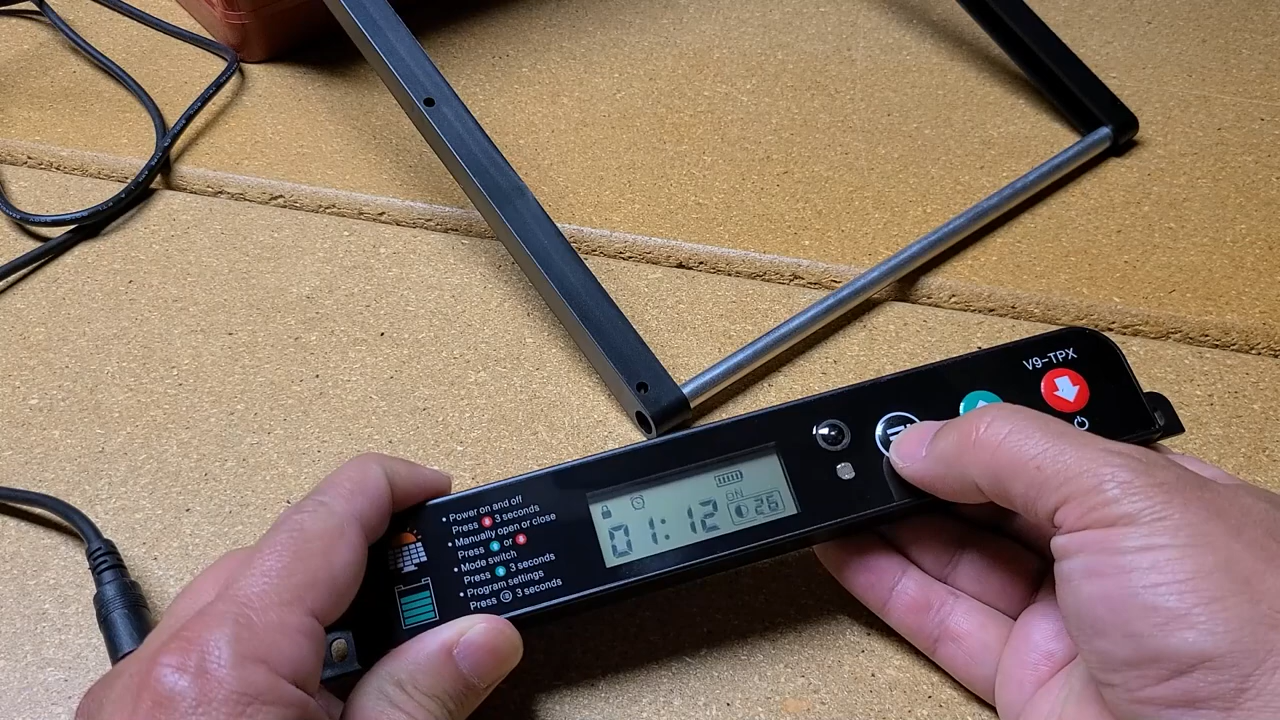 V9-TPX
• Power on and off
Press 3 seconds
• Manually open or close
Press or
• Mode switch
Press 3 seconds
• Program settings
Press 3 seconds
ON
01:12
26